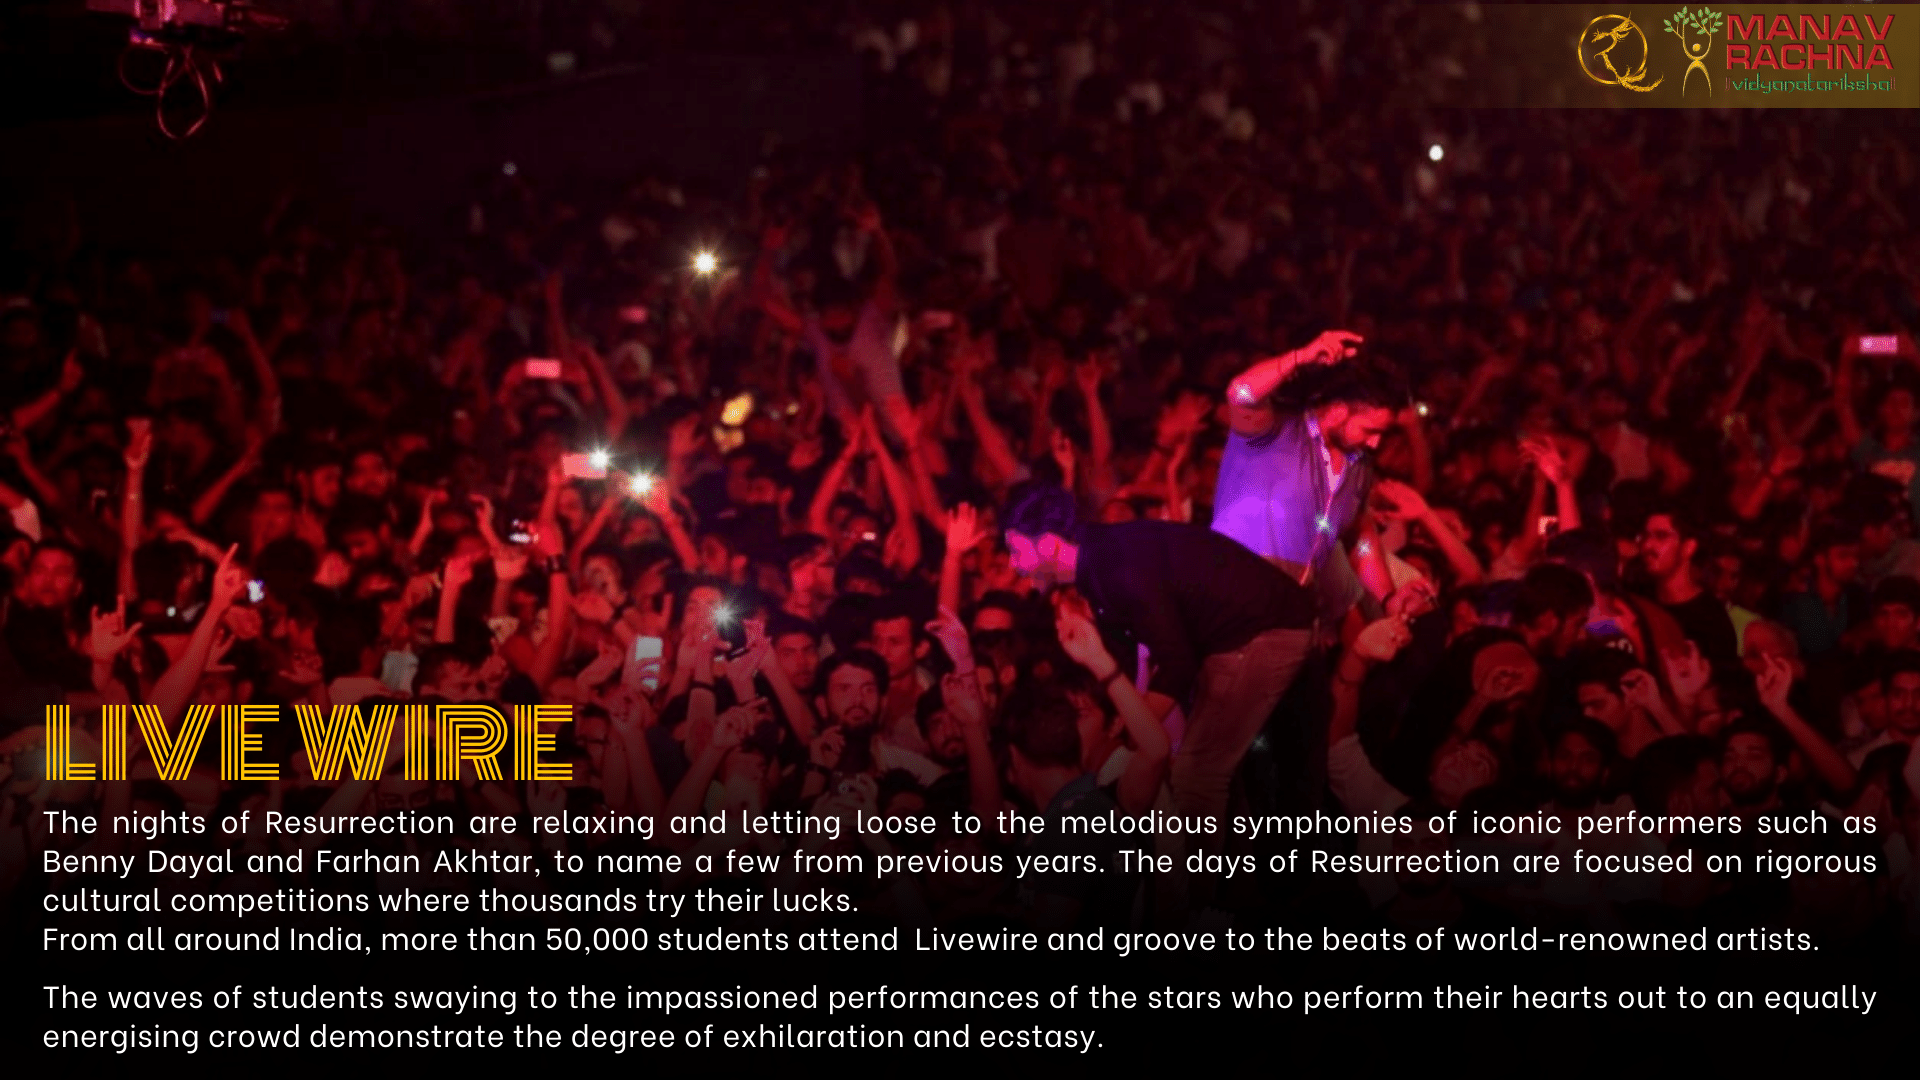 MANAV
RACHNA
vidyanatariksha
LIVE WIRE
The nights of Resurrection are relaxing and letting loose to the melodious symphonies of iconic performers such as
Benny Dayal and Farhan Akhtar, to name a few from previous years. The days of Resurrection are focused on rigorous
cultural competitions where thousands try their lucks.
From all around India, more than 50,000 students attend Livewire and groove to the beats of world-renowned artists.
The waves of students swaying to the impassioned performances of the stars who perform their hearts out to an equally
energising crowd demonstrate the degree of exhilaration and ecstasy.